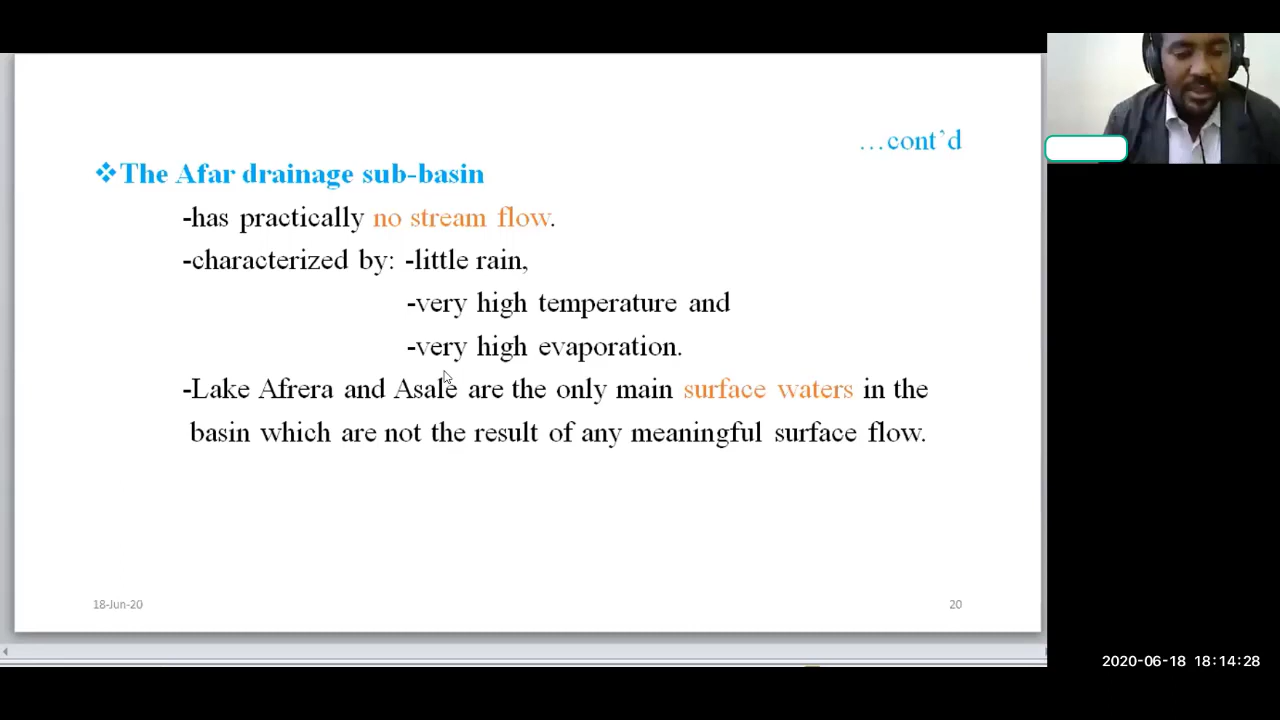 ...cont'd
❖The Afar drainage sub-basin
-has practically no stream flow.
-characterized by: -little rain,
-very high temperature and
-very high evaporation.
-Lake Afrera and Asale are the only main surface waters in the
basin which are not the result of any meaningful surface flow.
18-Jun-20
20
2020-06-18 18:14:28